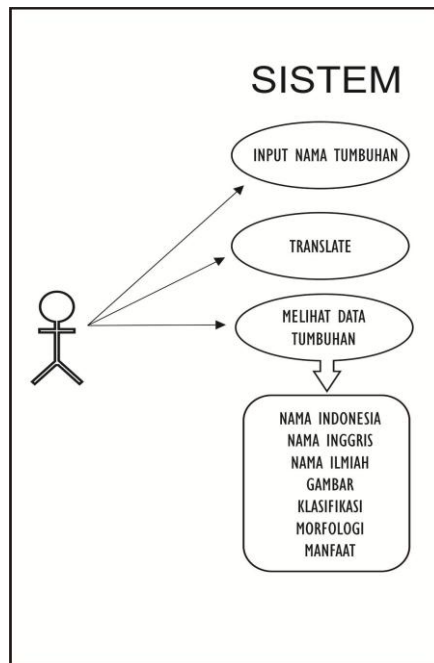 SISTEM
INPUT NAMA TUMBUHAN
TRANSLATE
MELIHAT DATA
TUMBUHAN
NAMA INDONESIA
NAMA INGGRIS
NAMA ILMIAH
GAMBAR
KLASIFIKASI
MORFOLOGI
MANFAAT